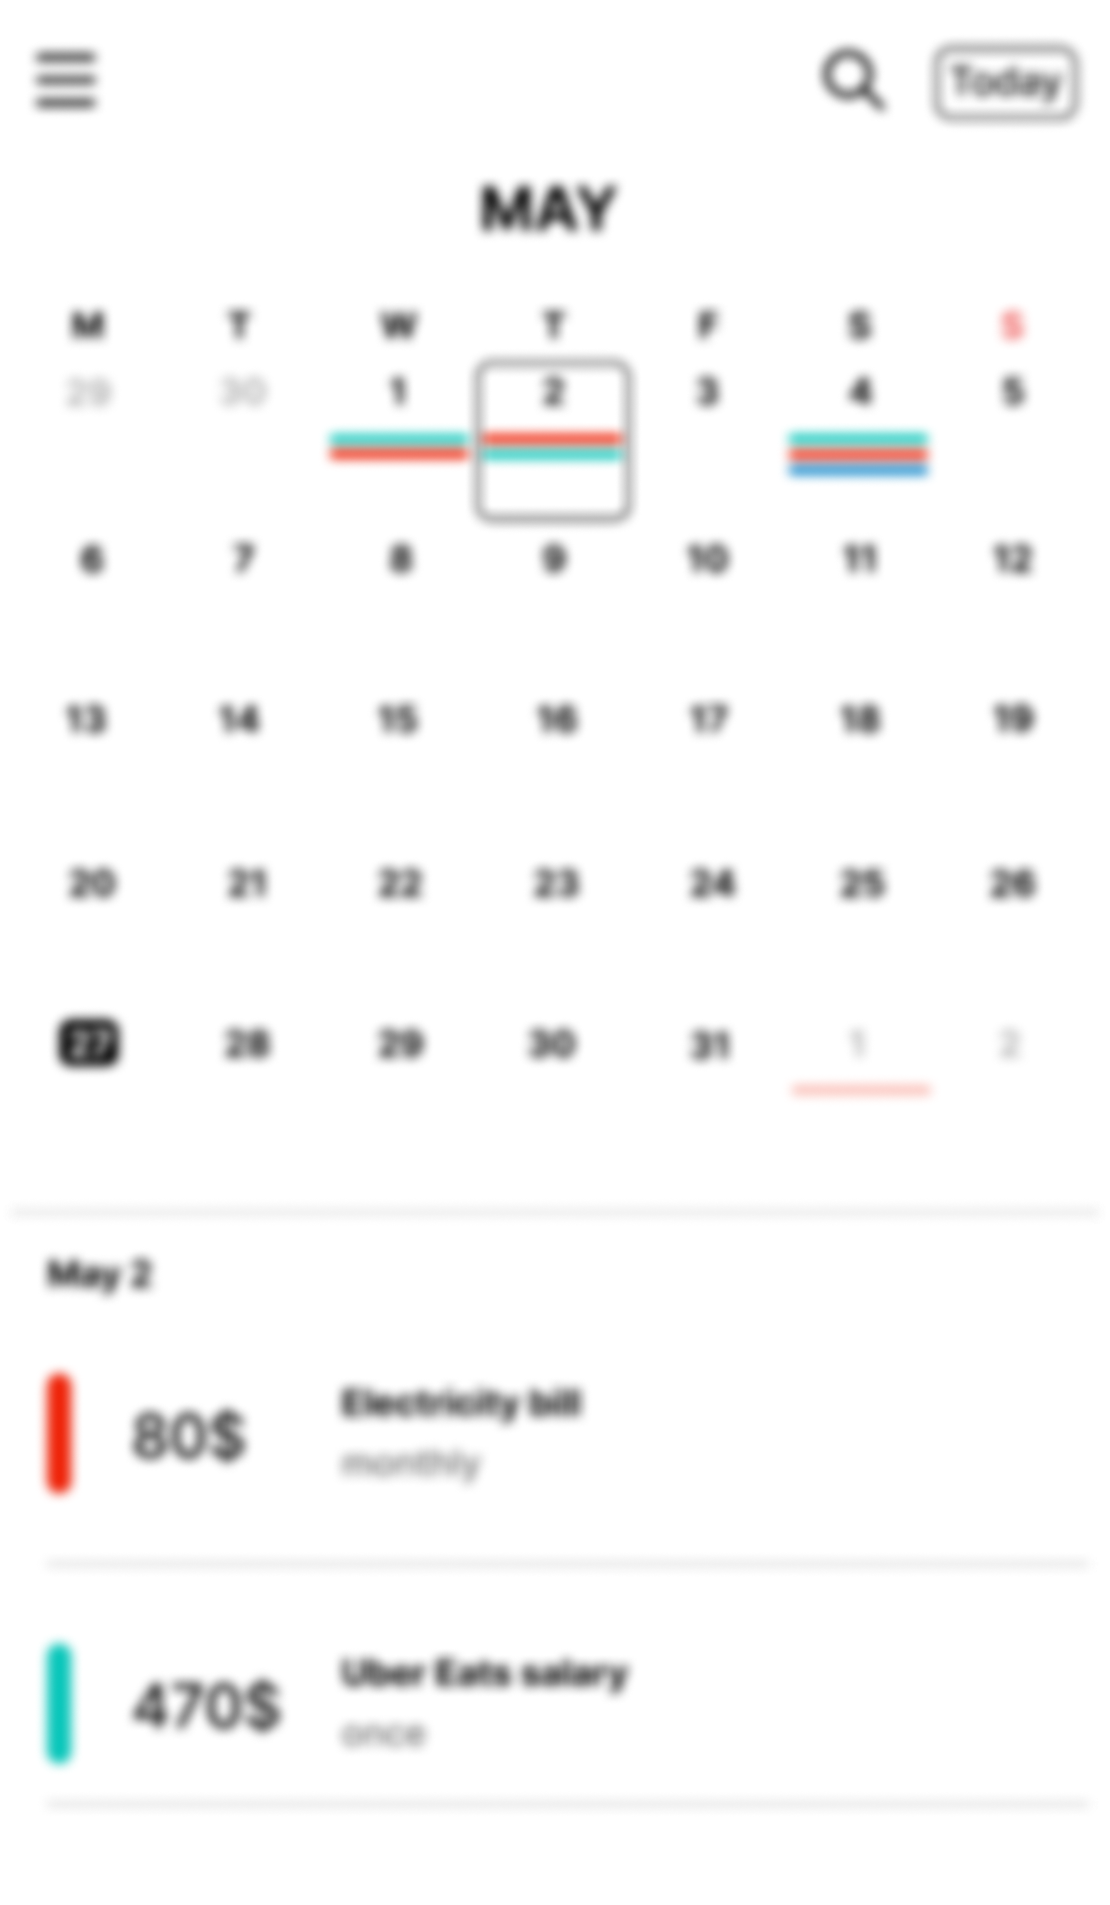 Today
MAY
M T W T F S S
29 30 1 2 3 4 5
6 7 8 9 10 11 12
13 14 15 16 17 18 19
20 21 22 23 24 25 26
27 28 29 30 31 1 2
May 2
80$ Electricity bill
monthly
470$ Uber Eats salary
once